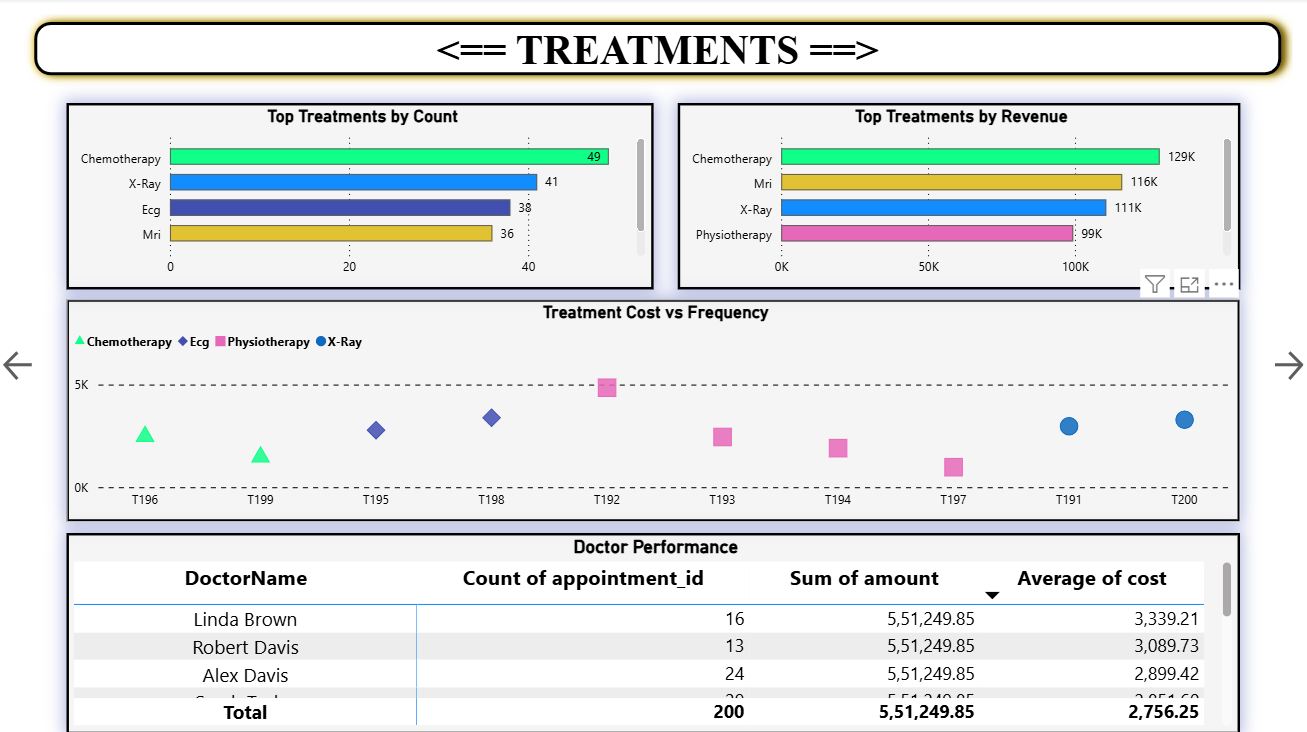 <== TREATMENTS ==>
Top Treatments by Count
Chemotherapy 49
X-Ray 41
Ecg 38
Mri 36
0 20 40
Top Treatments by Revenue
Chemotherapy 129K
Mri 116K
X-Ray 111K
Physiotherapy 99K
0K 50K 100K
Treatment Cost vs Frequency
Chemotherapy Ecg Physiotherapy X-Ray
5K
0K
T196 T199 T195 T198 T192 T193 T194 T197 T191 T200
Doctor Performance
DoctorName Count of appointment_id Sum of amount Average of cost
Linda Brown 16 5,51,249.85 3,339.21
Robert Davis 13 5,51,249.85 3,089.73
Alex Davis 24 5,51,249.85 2,899.42
Total 200 5,51,249.85 2,756.25